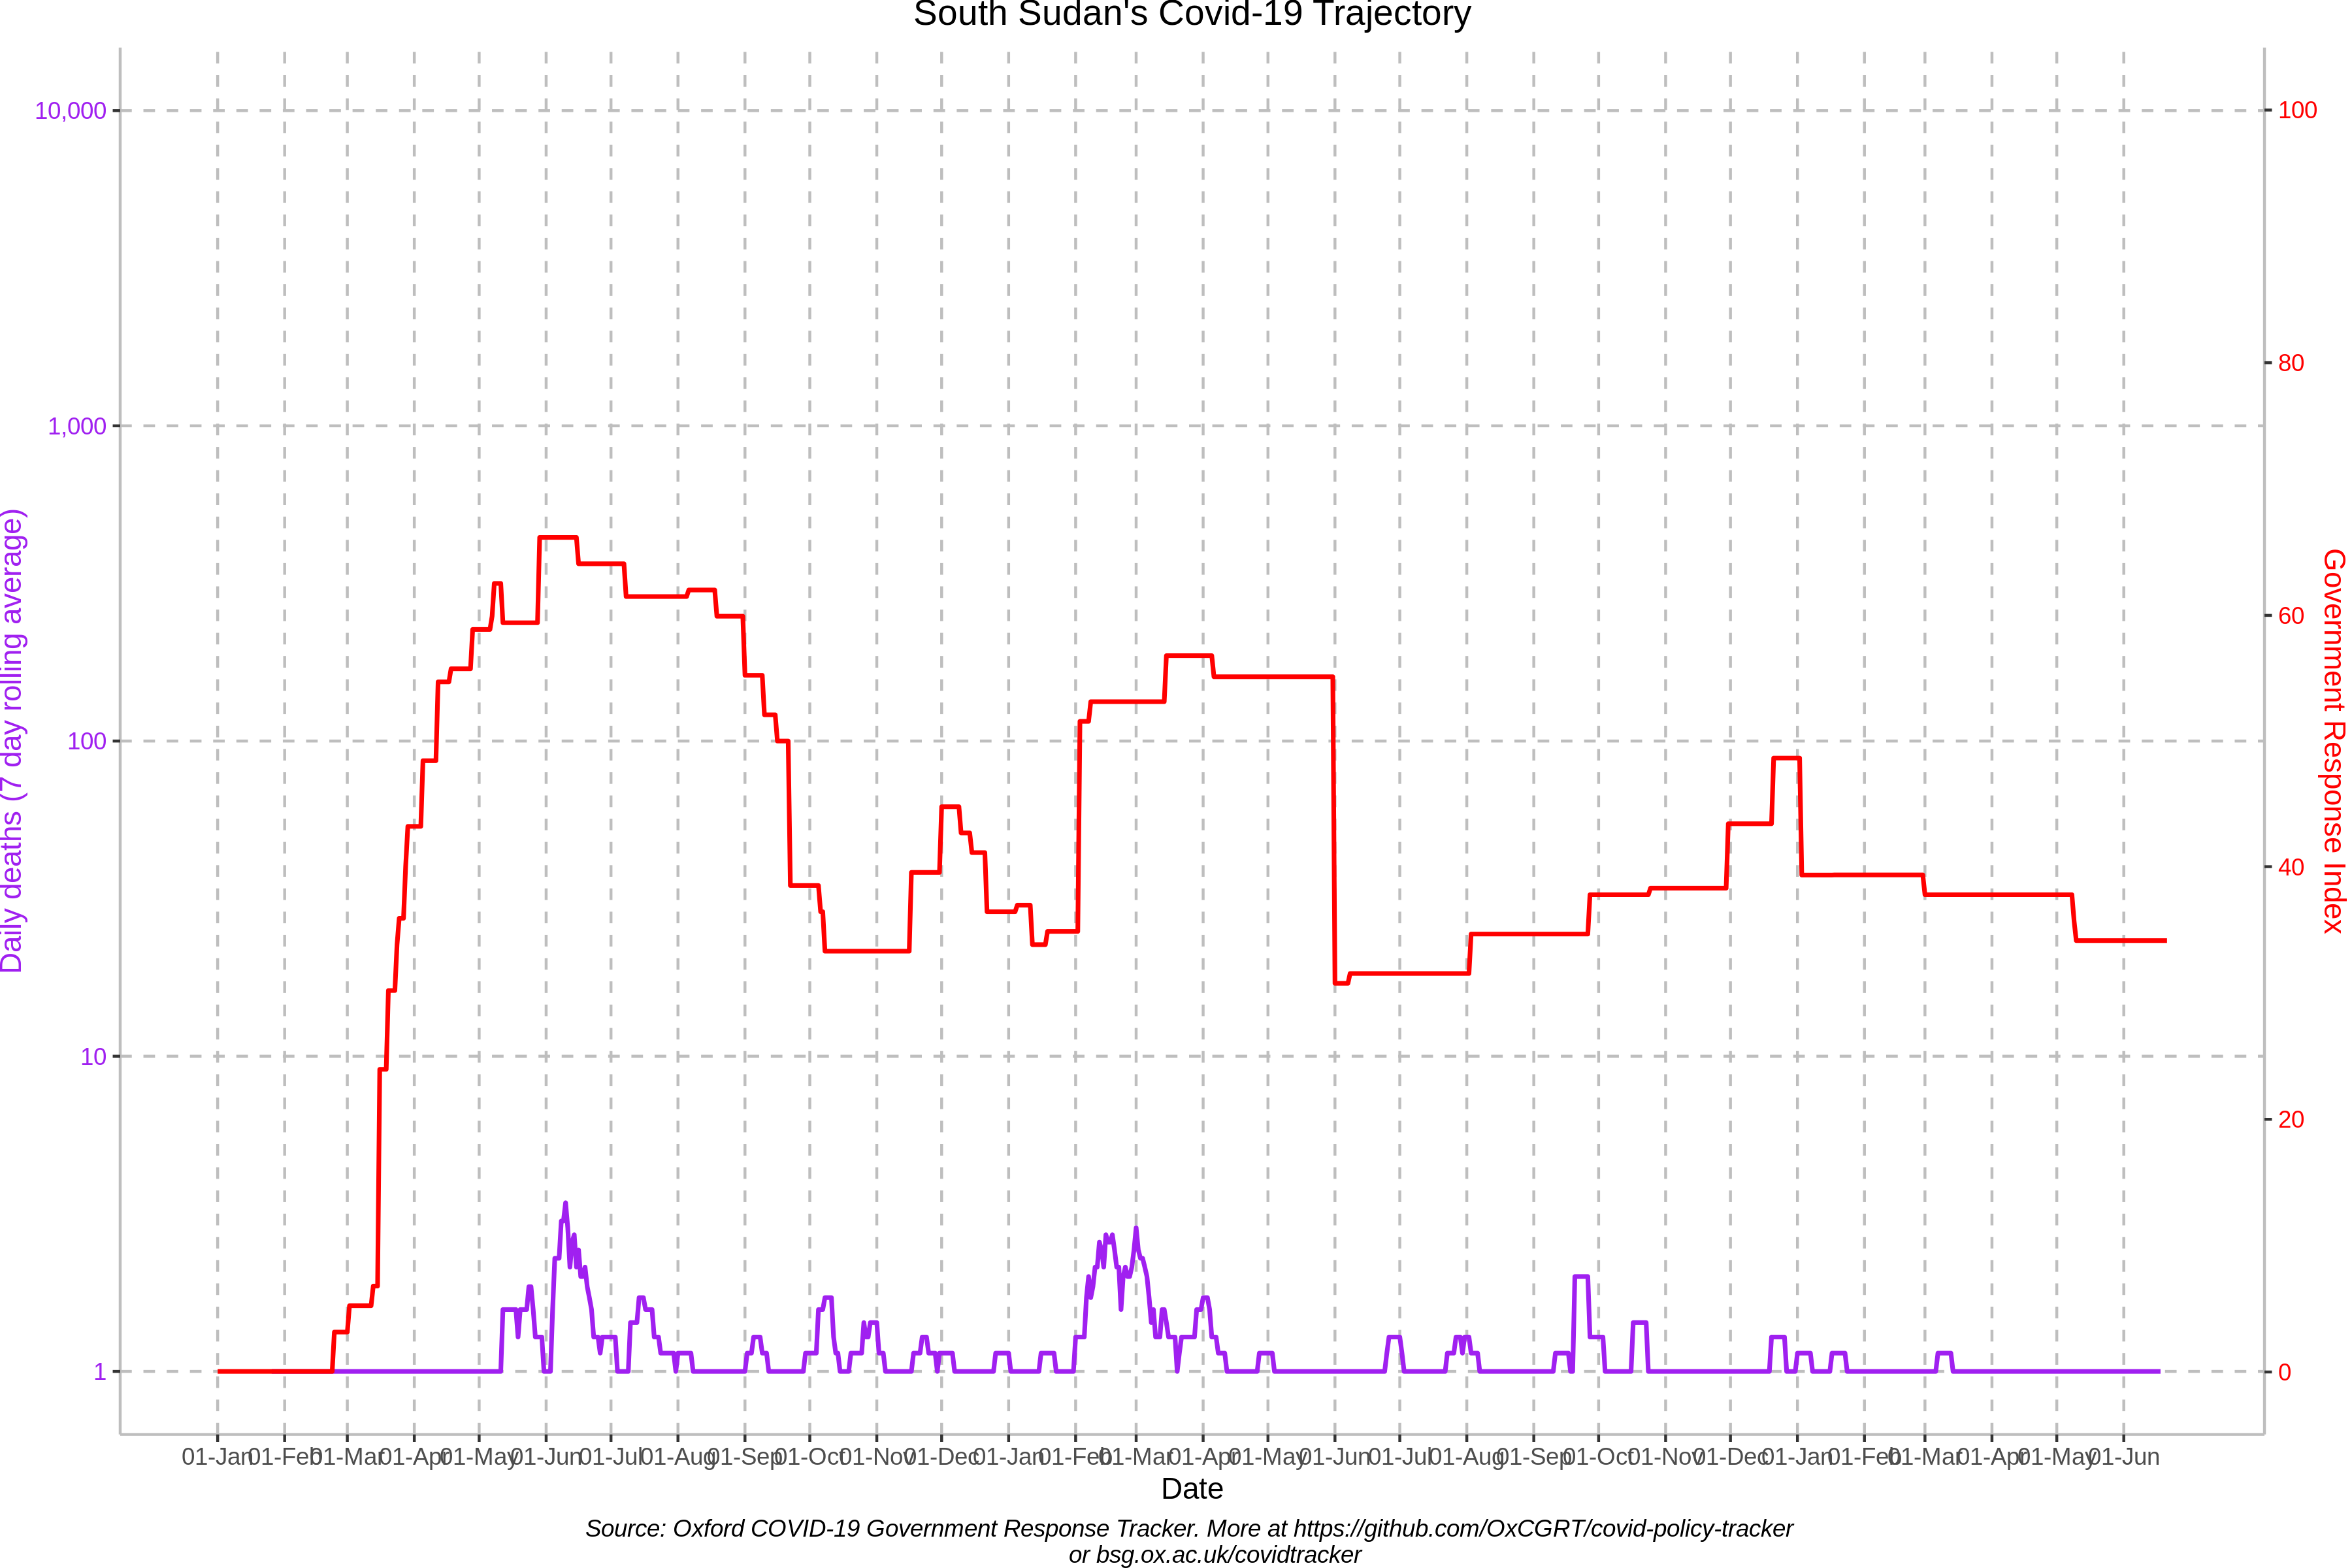 South Sudan's Covid-19 Trajectory
10,000
1,000
100
10
1
Daily deaths (7 day rolling average)
100
80
60
40
20
0
Government Response Index
01-Jan 01-Feb 01-Mar 01-Apr 01-May 01-Jun 01-Jul 01-Aug 01-Sep 01-Oct 01-Nov 01-Dec 01-Jan 01-Feb 01-Mar 01-Apr 01-May 01-Jun 01-Jul 01-Aug 01-Sep 01-Oct 01-Nov 01-Dec 01-Jan 01-Feb 01-Mar 01-Apr 01-May 01-Jun
Date
Source: Oxford COVID-19 Government Response Tracker. More at https://github.com/OxCGRT/covid-policy-tracker
or bsg.ox.ac.uk/covidtracker